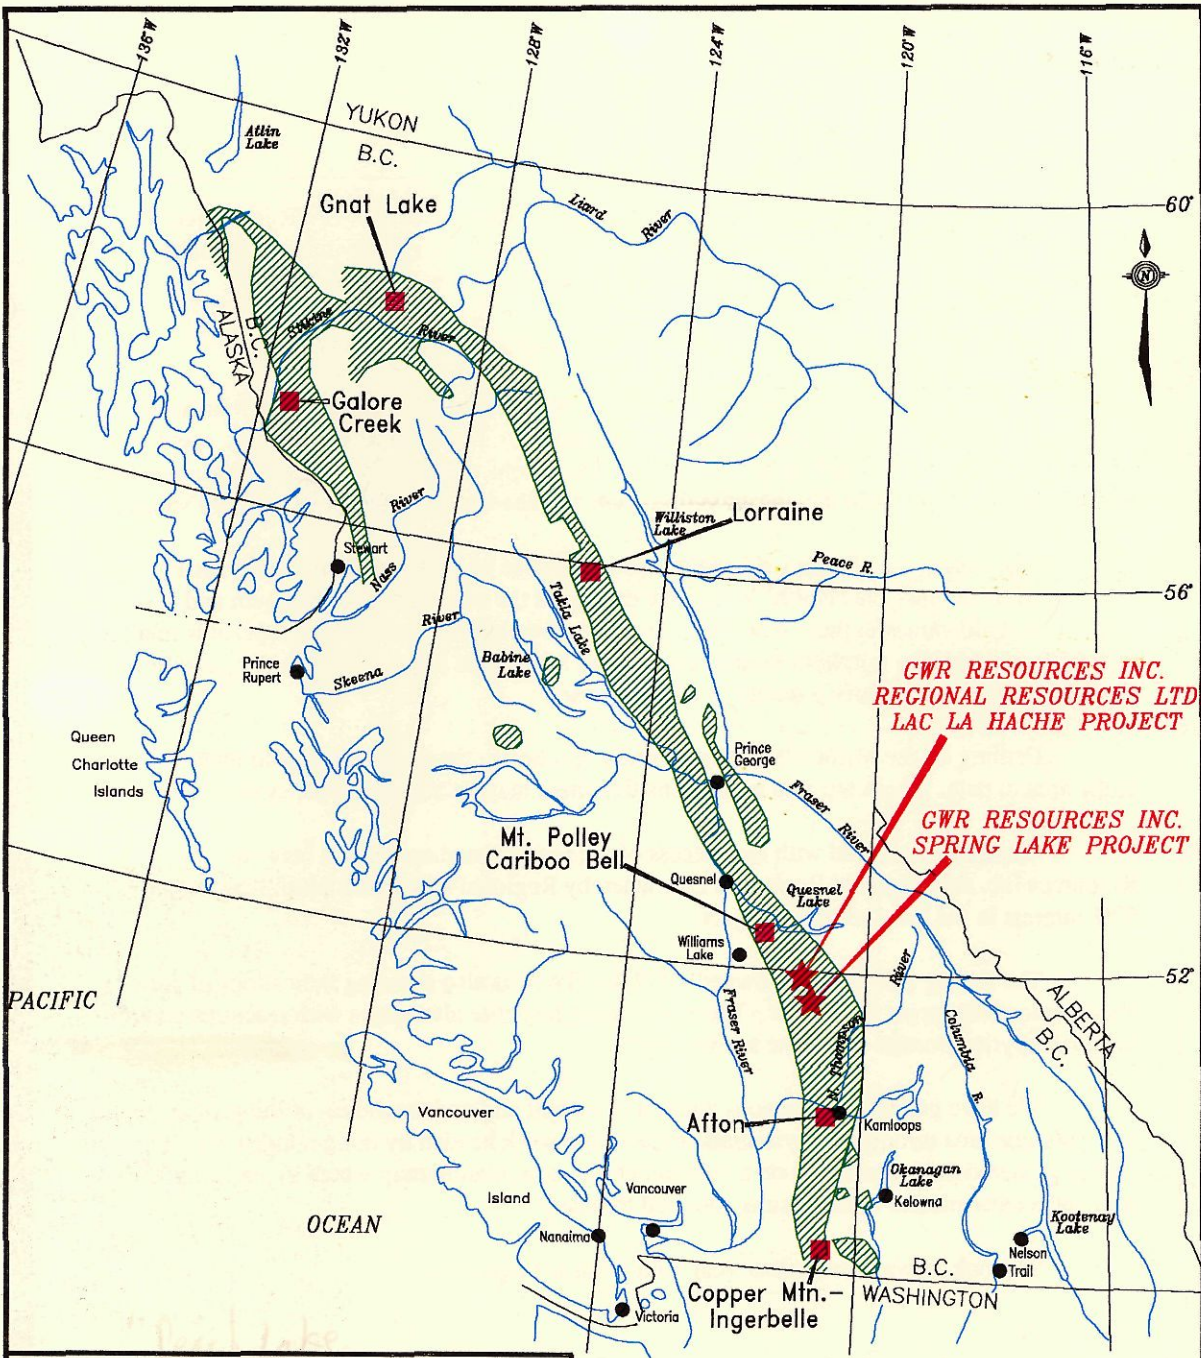 136°W
132°W
128°W
124°W
120°W
116°W
YUKON
B.C.
Atlin
Lake
Gnat Lake
Liard
River
60°
N
Stikine
River
B.C.
ALASKA
Galore
Creek
River
Nass
Stewart
Williston
Lake
Lorraine
Peace R.
56°
Takla Lake
River
Skeena
Babine
Lake
Prince
Rupert
GWR RESOURCES INC.
REGIONAL RESOURCES LTD
LAC LA HACHE PROJECT
Queen
Charlotte
Islands
Prince
George
Fraser
River
GWR RESOURCES INC.
SPRING LAKE PROJECT
Mt. Polley
Cariboo Bell
Quesnel
Quesnel
Lake
Williams
Lake
River
52°
PACIFIC
Fraser River
N. Thompson
Columbia
R.
ALBERTA
B.C.
Vancouver
Afton
Kamloops
Island
Vancouver
Okanagan
Lake
Kelowna
OCEAN
Nanaimo
Kootenay
Lake
Nelson
Trail
B.C.
WASHINGTON
Copper Mtn.-
Ingerbelle
Victoria